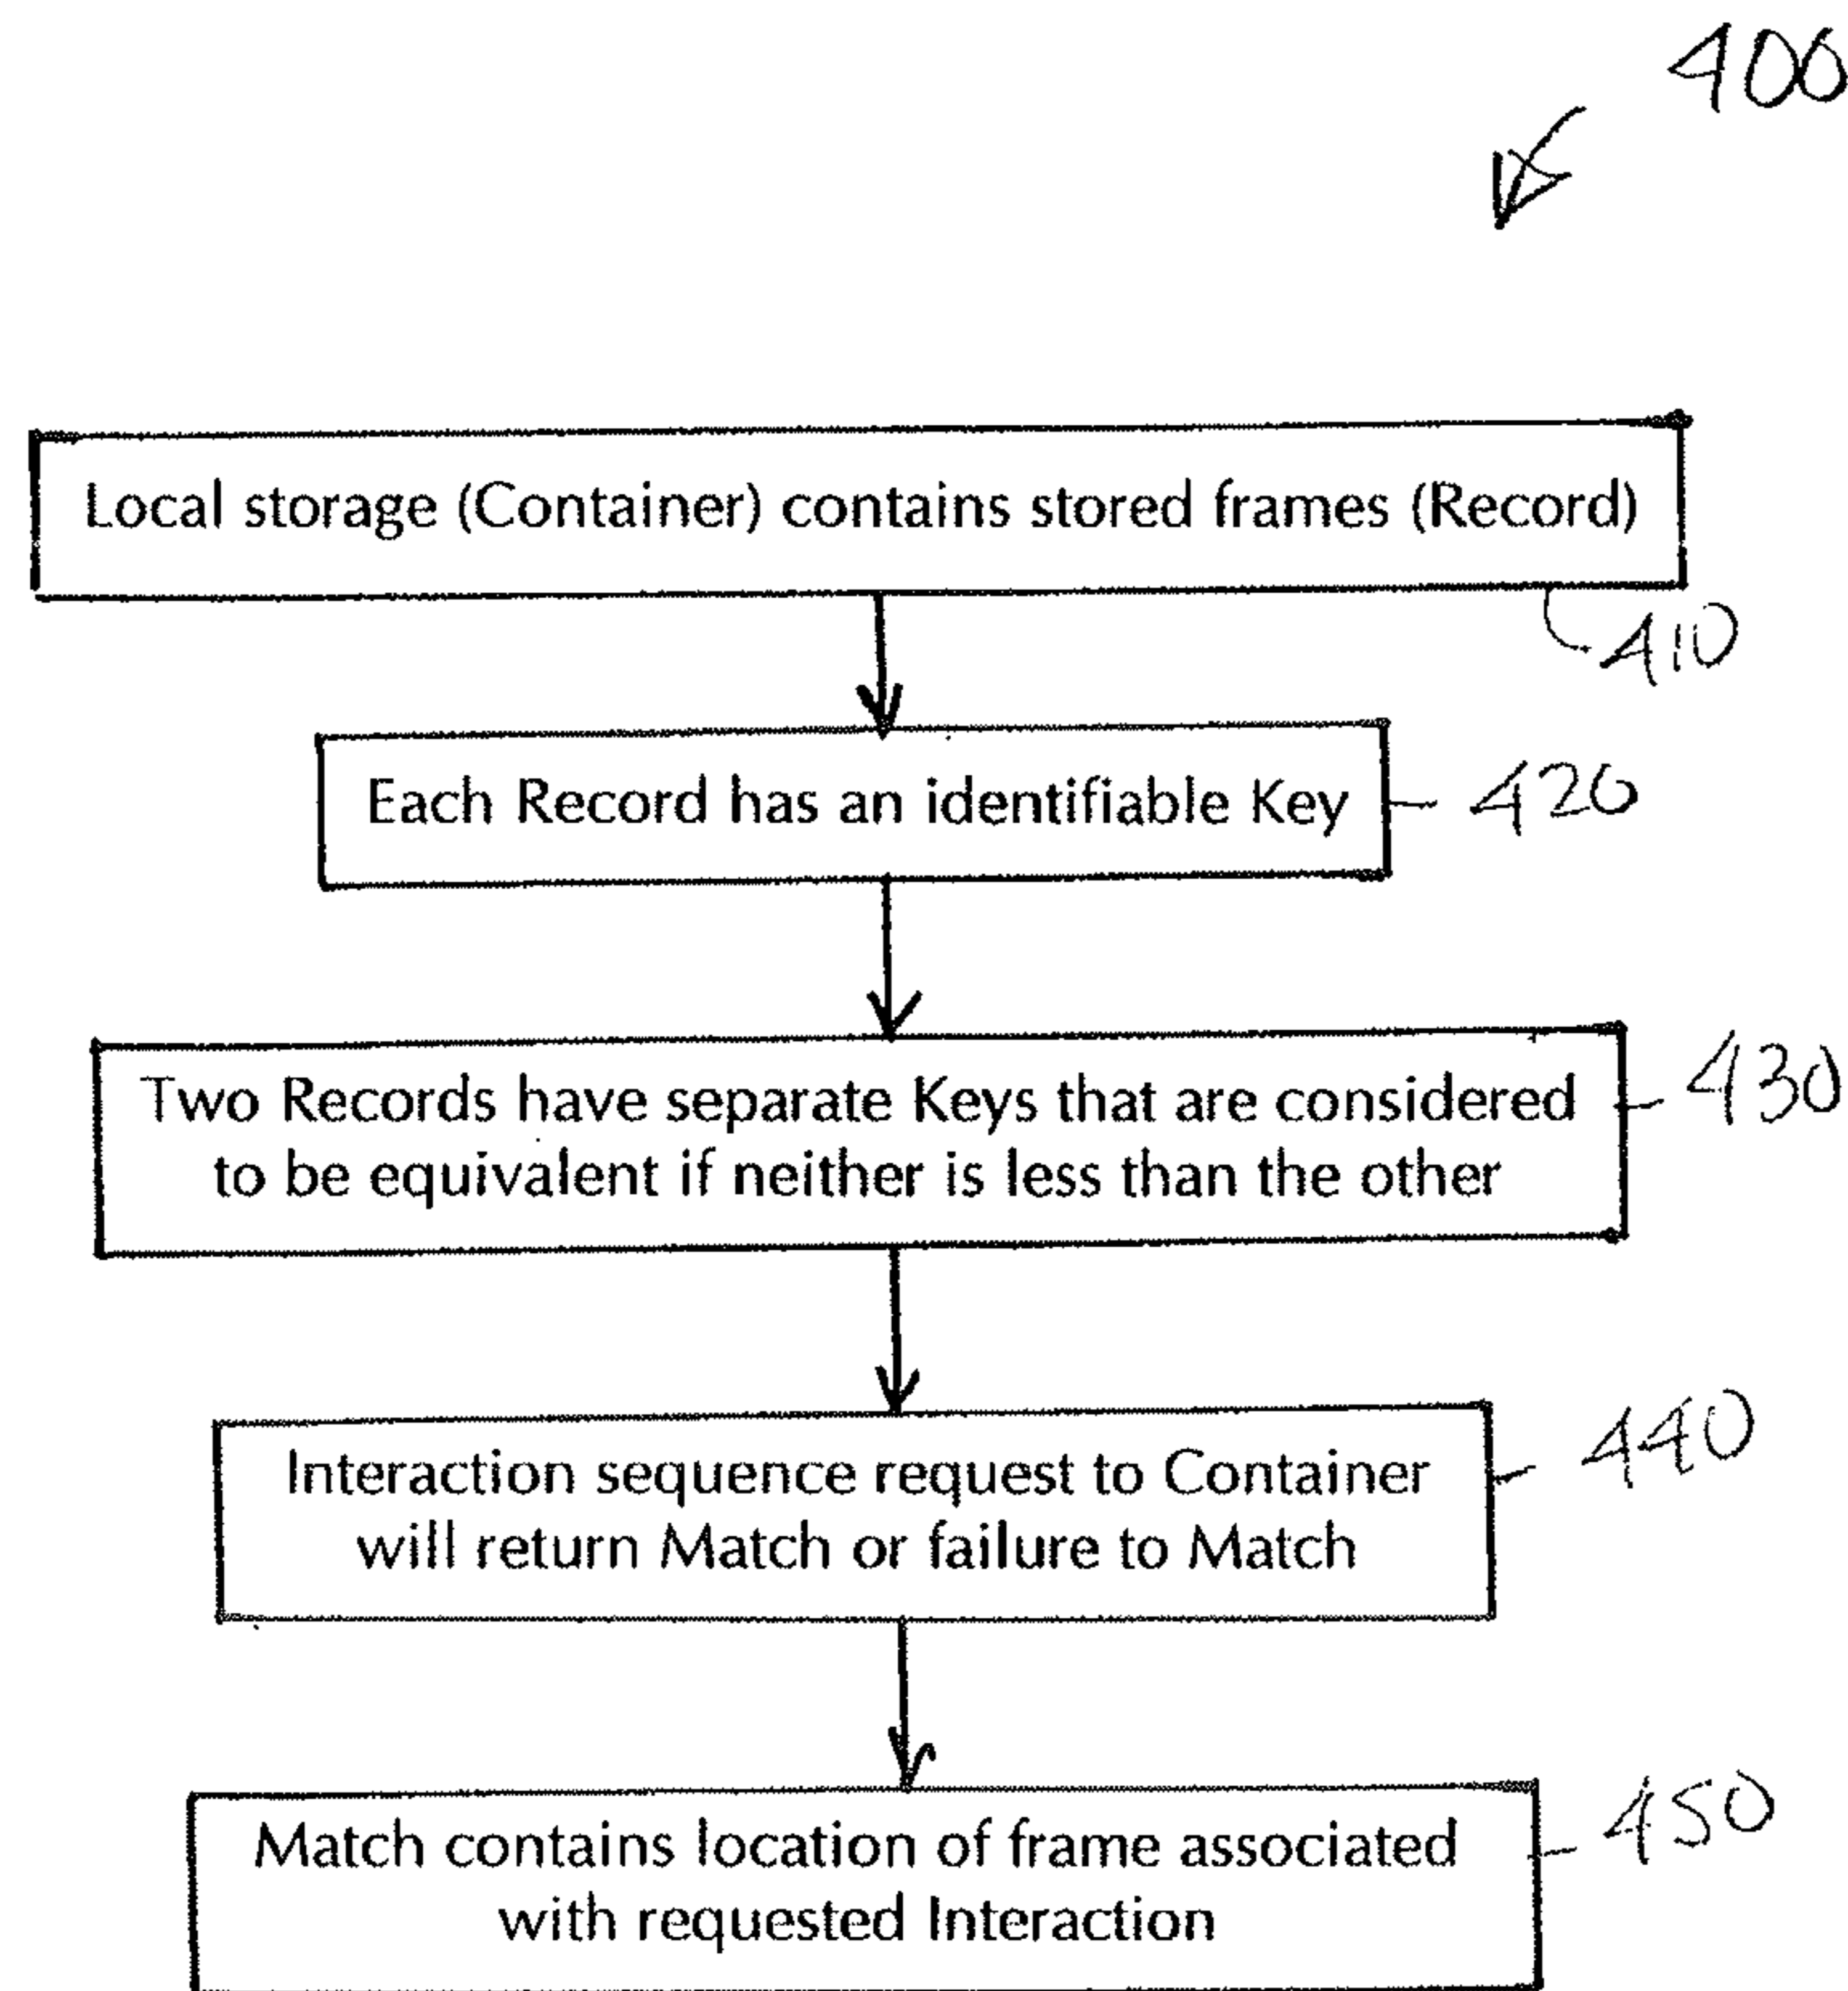 400
Local storage (Container) contains stored frames (Record)
410
Each Record has an identifiable Key
420
Two Records have separate Keys that are considered
to be equivalent if neither is less than the other
430
Interaction sequence request to Container
will return Match or failure to Match
440
Match contains location of frame associated
with requested Interaction
450